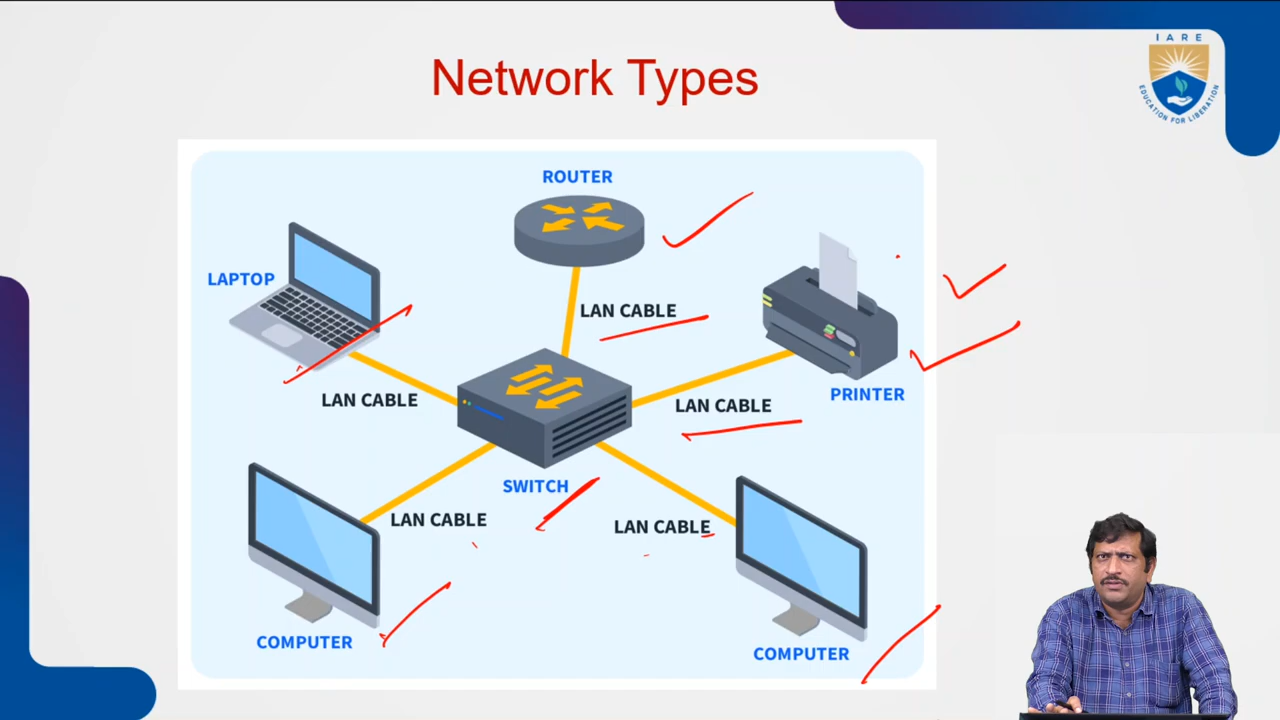 Network Types
IARE
EDUCATION FOR LIBERATION
ROUTER
LAPTOP
LAN CABLE
PRINTER
LAN CABLE
LAN CABLE
SWITCH
LAN CABLE
LAN CABLE
COMPUTER
COMPUTER